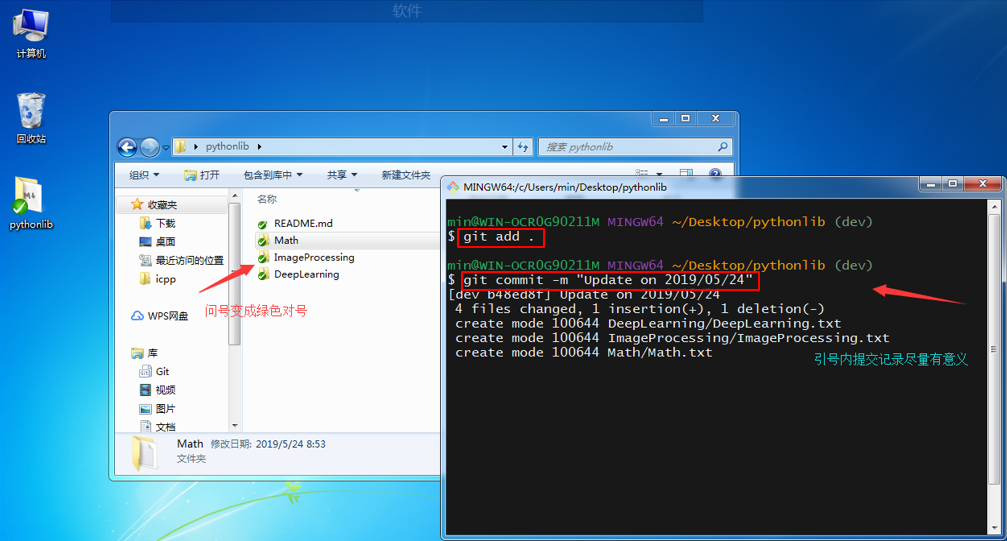 软件
计算机
回收站
pythonlib
pythonlib
搜索 pythonlib
组织
打开
包含到库中
共享
新建文件夹
收藏夹
下载
桌面
最近访问的位置
icpp
WPS网盘
库
Git
视频
图片
文档
名称
README.md
Math
ImageProcessing
DeepLearning
问号变成绿色对号
Math 修改日期: 2019/5/24 8:53
文件夹
MINGW64:/c/Users/min/Desktop/pythonlib
min@WIN-OCROG90211M MINGW64 ~/Desktop/pythonlib (dev)
$ git add .
min@WIN-OCROG90211M MINGW64 ~/Desktop/pythonlib (dev)
$ git commit -m "Update on 2019/05/24"
[dev b48ed8f] Update on 2019/05/24
4 files changed, 1 insertion(+), 1 deletion(-)
create mode 100644 DeepLearning/DeepLearning.txt
create mode 100644 ImageProcessing/ImageProcessing.txt
create mode 100644 Math/Math.txt
引号内提交记录尽量有意义